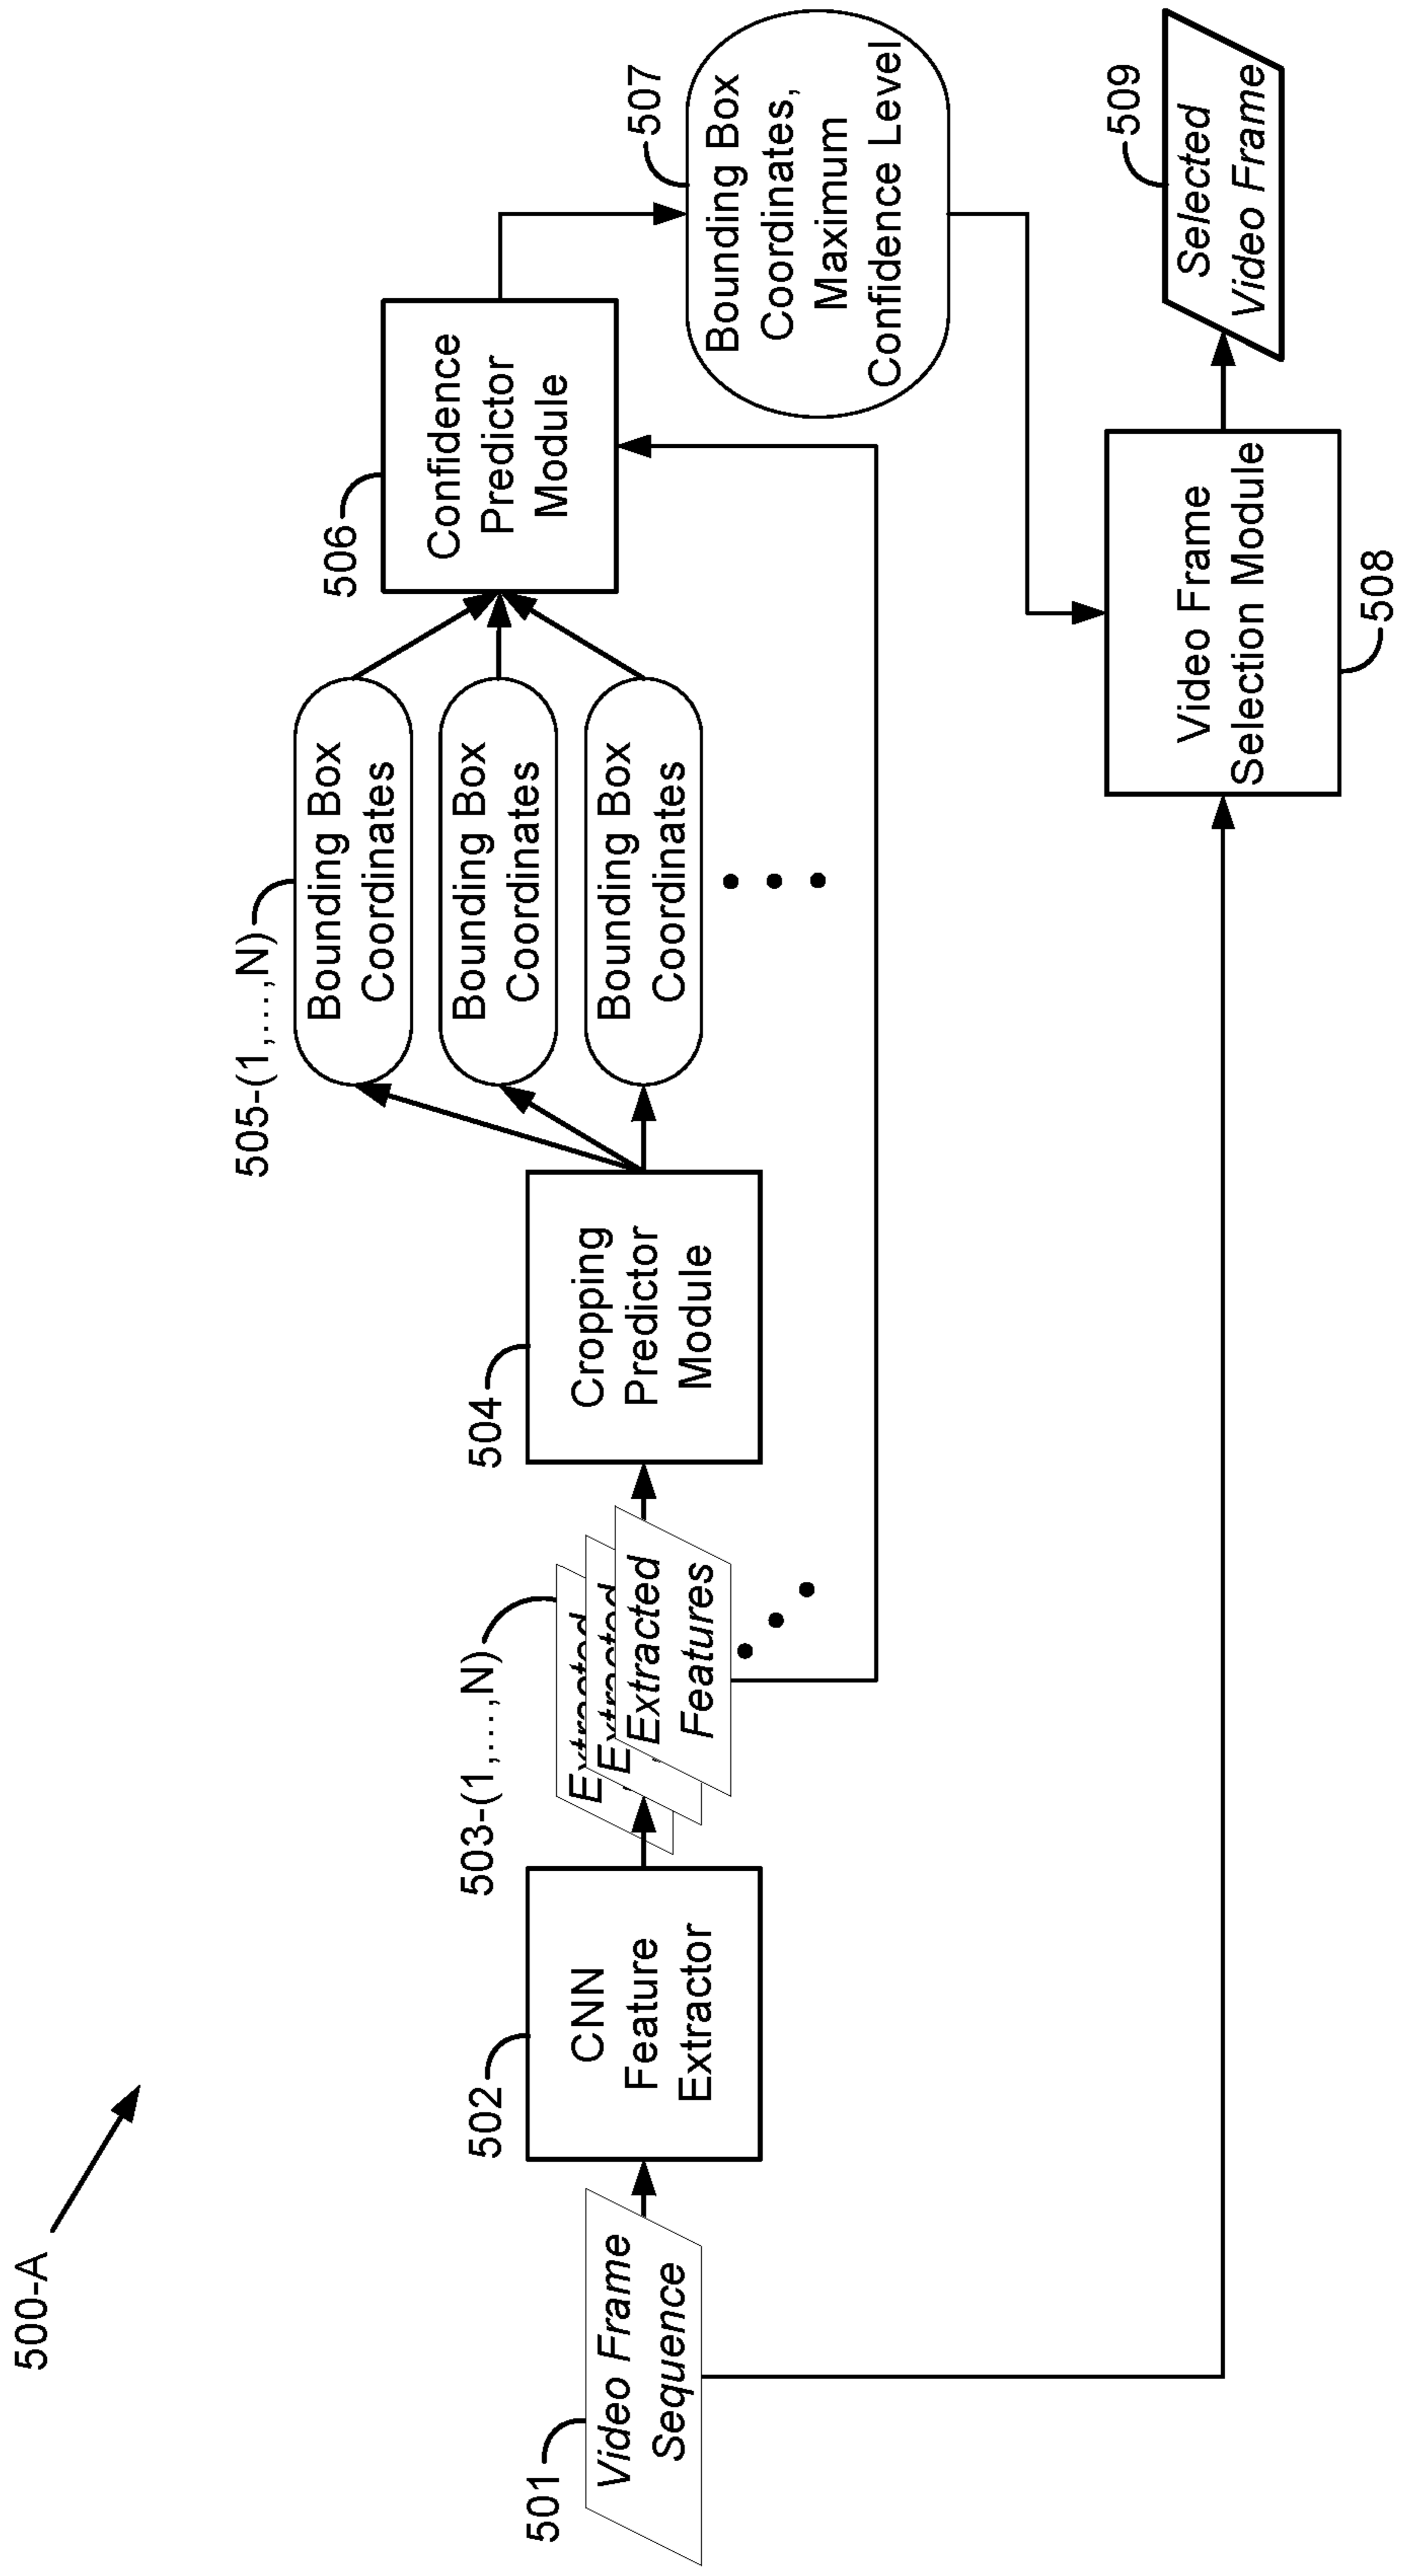 500-A
501
Video Frame
Sequence
502
CNN
Feature
Extractor
503-(1,...,N)
Extracted
Extracted
Extracted
Features
504
Cropping
Predictor
Module
505-(1,...,N)
Bounding Box
Coordinates
Bounding Box
Coordinates
Bounding Box
Coordinates
506
Confidence
Predictor
Module
507
Bounding Box
Coordinates,
Maximum
Confidence Level
Video Frame
Selection Module
508
509
Selected
Video Frame